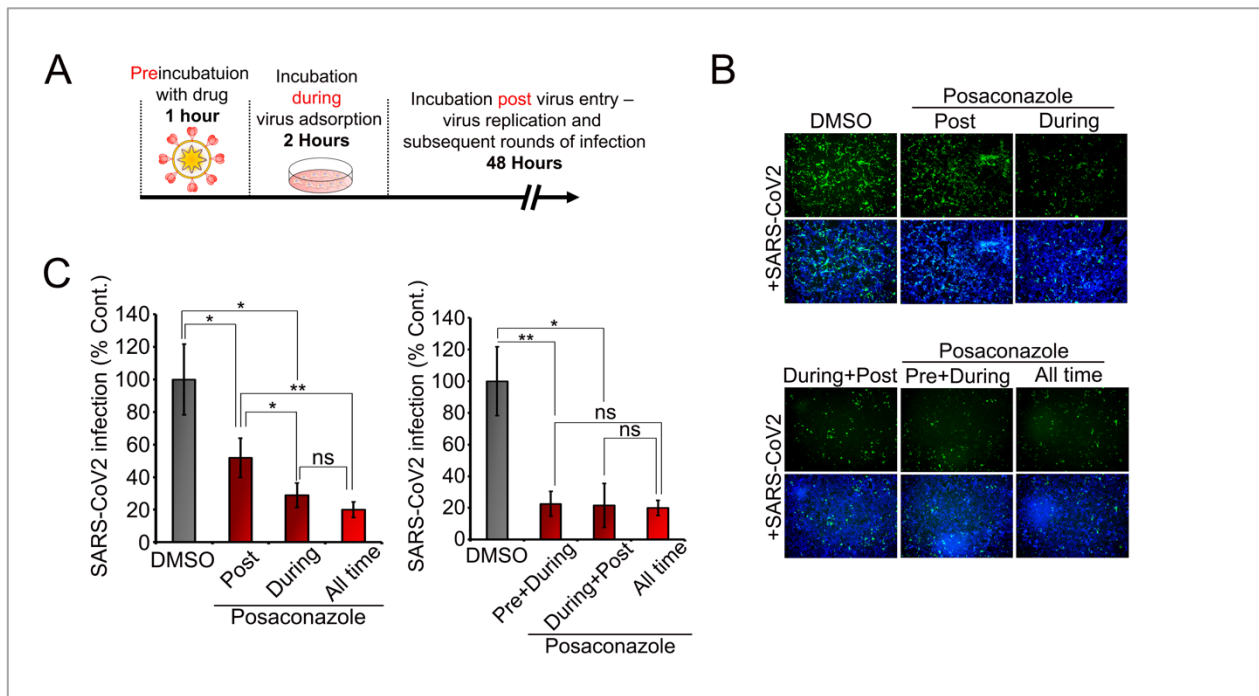 A
Preincubatuion
with drug
1 hour
Incubation
during
virus adsorption
2 Hours
Incubation post virus entry –
virus replication and
subsequent rounds of infection
48 Hours
B
Posaconazole
DMSO
Post
During
+SARS-CoV2
Posaconazole
During+Post
Pre+During
All time
+SARS-CoV2
C
SARS-CoV2 infection (% Cont.)
140
120
100
80
60
40
20
0
*
*
**
*
ns
DMSO
Post
During
All time
Posaconazole
SARS-CoV2 infection (% Cont.)
140
120
100
80
60
40
20
0
*
**
ns
ns
DMSO
Pre+During
During+Post
All time
Posaconazole